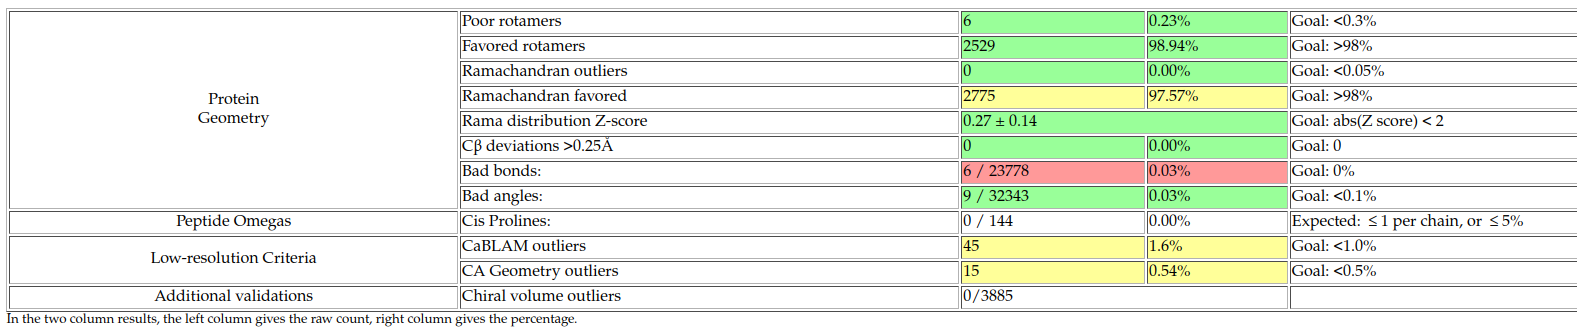 Protein
Geometry
Poor rotamers 6 0.23% Goal: <0.3%
Favored rotamers 2529 98.94% Goal: >98%
Ramachandran outliers 0 0.00% Goal: <0.05%
Ramachandran favored 2775 97.57% Goal: >98%
Rama distribution Z-score 0.27 ± 0.14 Goal: abs(Z score) < 2
Cβ deviations >0.25Å 0 0.00% Goal: 0
Bad bonds: 6 / 23778 0.03% Goal: 0%
Bad angles: 9 / 32343 0.03% Goal: <0.1%
Peptide Omegas Cis Prolines: 0 / 144 0.00% Expected: ≤1 per chain, or ≤5%
Low-resolution Criteria
CaBLAM outliers 45 1.6% Goal: <1.0%
CA Geometry outliers 15 0.54% Goal: <0.5%
Additional validations Chiral volume outliers 0/3885
In the two column results, the left column gives the raw count, right column gives the percentage.